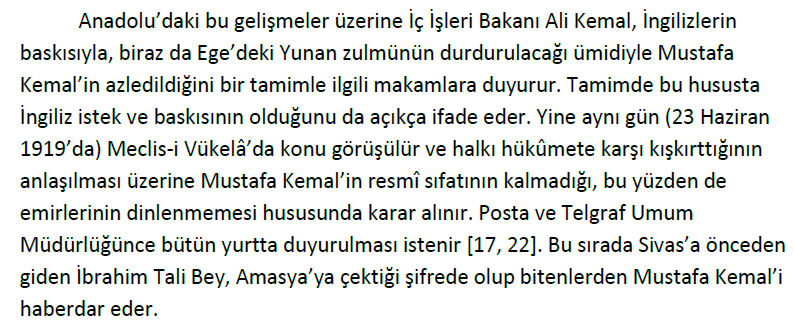 Anadolu’daki bu gelişmeler üzerine İç İşleri Bakanı Ali Kemal, İngilizlerin
baskısıyla, biraz da Ege’deki Yunan zulmünün durdurulacağı ümidiyle Mustafa
Kemal’in azledildiğini bir tamimle ilgili makamlara duyurur. Tamimde bu hususta
İngiliz istek ve baskısının olduğunu da açıkça ifade eder. Yine aynı gün (23 Haziran
1919’da) Meclis-i Vükelâ’da konu görüşülür ve halkı hükûmete karşı kışkırttığının
anlaşılması üzerine Mustafa Kemal’in resmî sıfatının kalmadığı, bu yüzden de
emirlerinin dinlenmemesi hususunda karar alınır. Posta ve Telgraf Umum
Müdürlüğünce bütün yurtta duyurulması istenir [17, 22]. Bu sırada Sivas’a önceden
giden İbrahim Tali Bey, Amasya’ya çektiği şifrede olup bitenlerden Mustafa Kemal’i
haberdar eder.